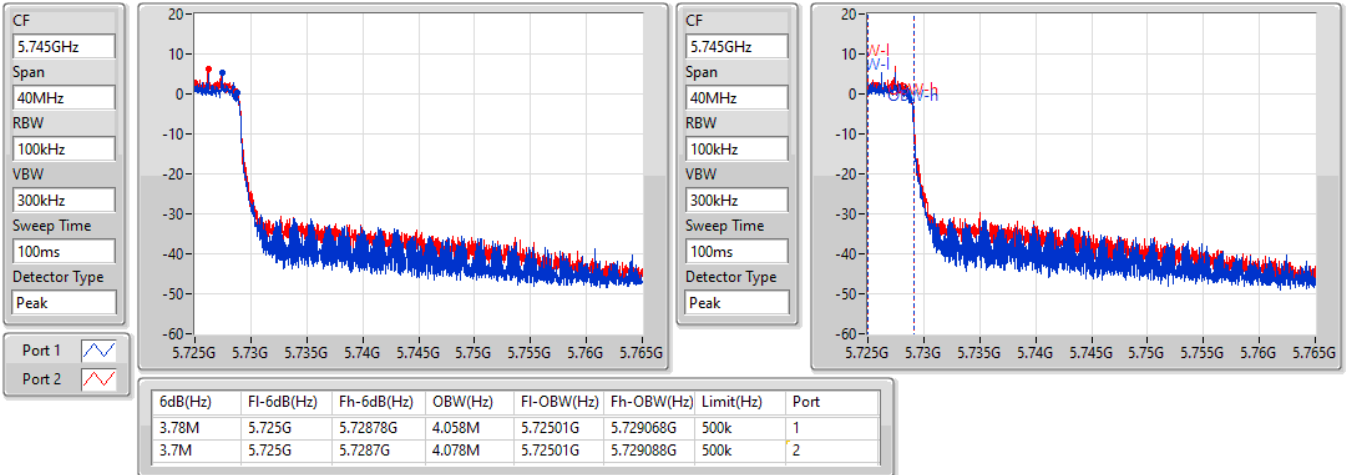 CF
5.745GHz
Span
40MHz
RBW
100kHz
VBW
300kHz
Sweep Time
100ms
Detector Type
Peak
Port 1
Port 2
20
10
0
-10
-20
-30
-40
-50
-60
5.725G 5.73G 5.735G 5.74G 5.745G 5.75G 5.755G 5.76G 5.765G
CF
5.745GHz
Span
40MHz
RBW
100kHz
VBW
300kHz
Sweep Time
100ms
Detector Type
Peak
20
10
0
-10
-20
-30
-40
-50
-60
W-l
W-l
OBW-h
5.725G 5.73G 5.735G 5.74G 5.745G 5.75G 5.755G 5.76G 5.765G
6dB(Hz) Fl-6dB(Hz) Fh-6dB(Hz) OBW(Hz) Fl-OBW(Hz) Fh-OBW(Hz) Limit(Hz) Port
3.78M 5.725G 5.72878G 4.058M 5.72501G 5.729068G 500k 1
3.7M 5.725G 5.7287G 4.078M 5.72501G 5.729088G 500k 2